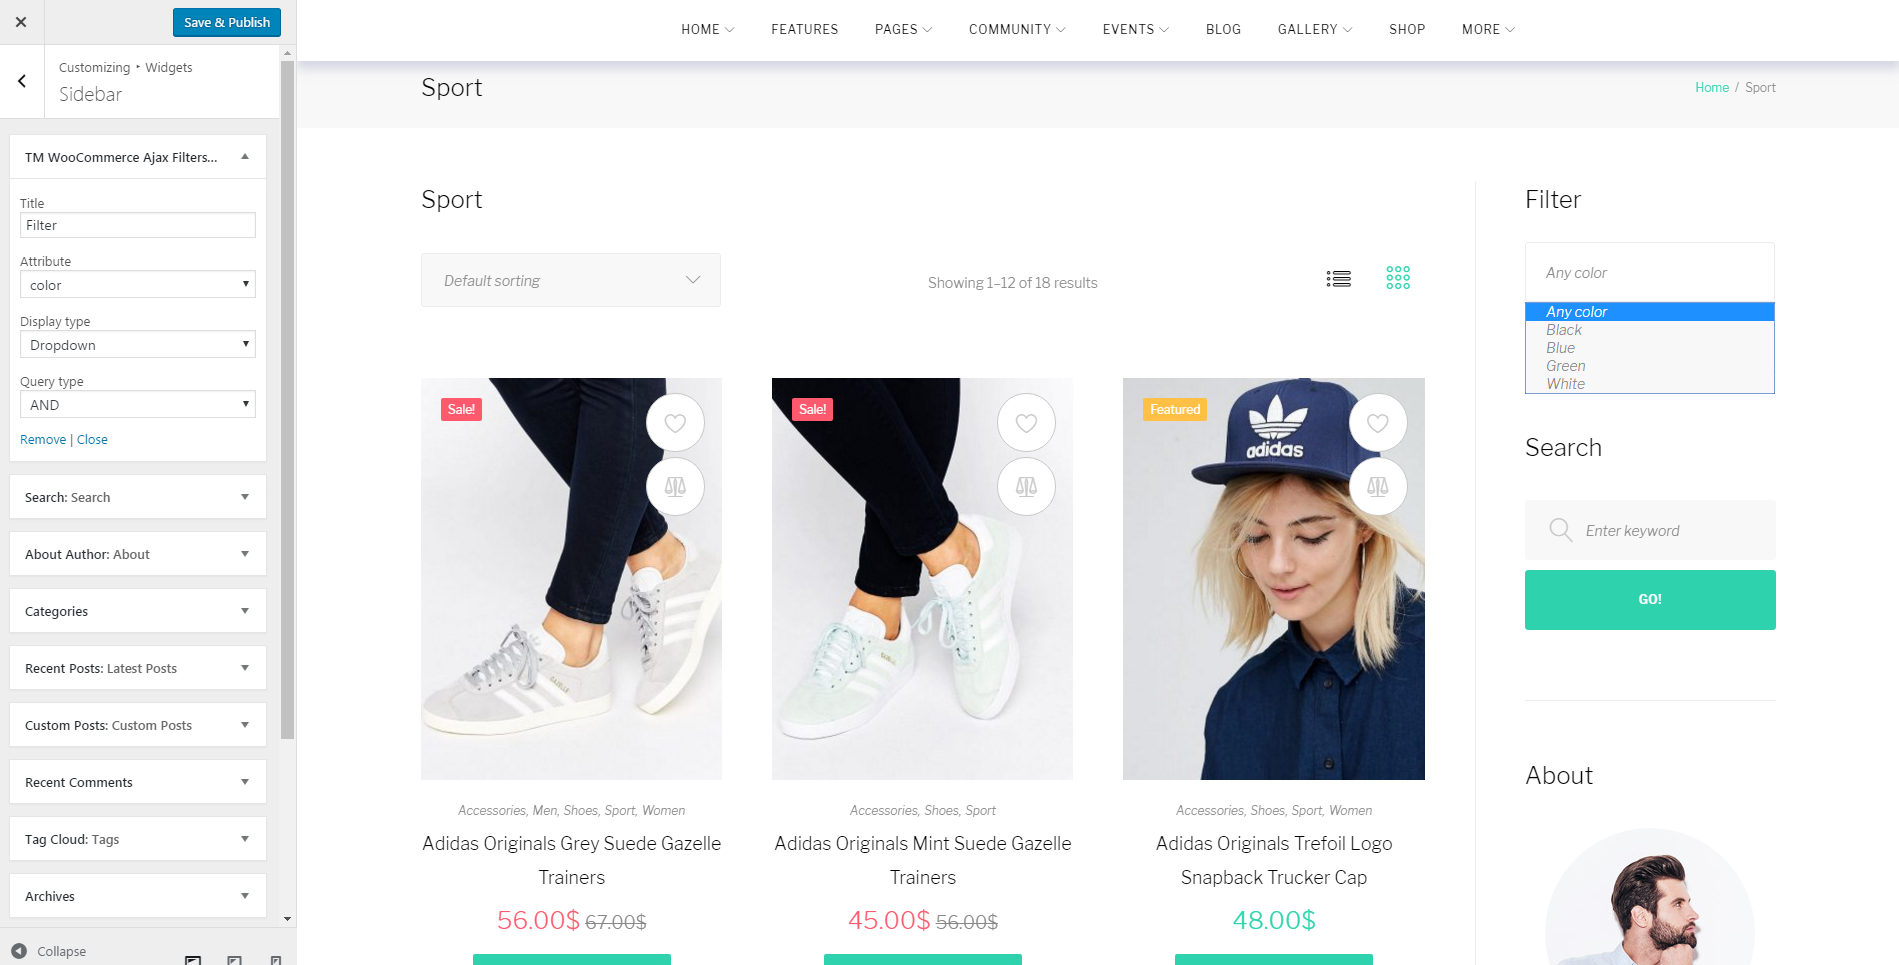 Save & Publish
Customizing ‣ Widgets
Sidebar
TM WooCommerce Ajax Filters...
Title
Filter
Attribute
color
Display type
Dropdown
Query type
AND
Remove | Close
Search: Search
About Author: About
Categories
Recent Posts: Latest Posts
Custom Posts: Custom Posts
Recent Comments
Tag Cloud: Tags
Archives
Collapse
HOME FEATURES PAGES COMMUNITY EVENTS BLOG GALLERY SHOP MORE
Sport
Home / Sport
Sport
Default sorting
Showing 1–12 of 18 results
Sale!
GAZELLE
Accessories, Men, Shoes, Sport, Women
Adidas Originals Grey Suede Gazelle
Trainers
56.00$ 67.00$
Sale!
GAZELLE
Accessories, Shoes, Sport
Adidas Originals Mint Suede Gazelle
Trainers
45.00$ 56.00$
Featured
adidas
Accessories, Shoes, Sport, Women
Adidas Originals Trefoil Logo
Snapback Trucker Cap
48.00$
Filter
Any color
Any color
Black
Blue
Green
White
Search
Enter keyword
GO!
About